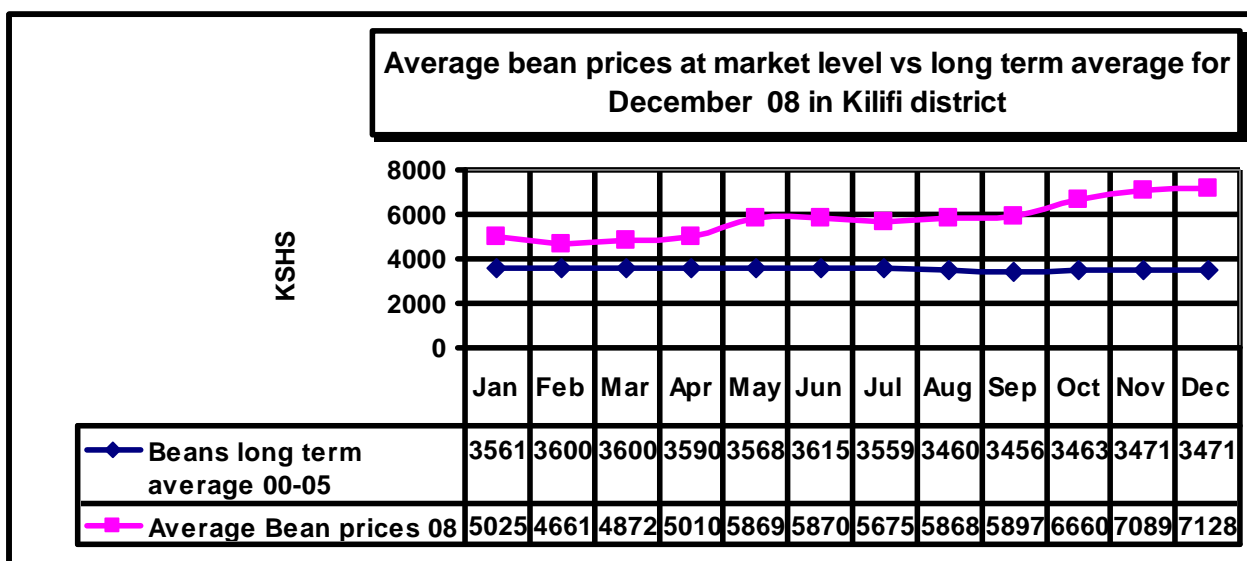 Average bean prices at market level vs long term average for
December 08 in Kilifi district
KSHS
8000
6000
4000
2000
0
Jan Feb Mar Apr May Jun Jul Aug Sep Oct Nov Dec
Beans long term
average 00-05
3561 3600 3600 3590 3568 3615 3559 3460 3456 3463 3471 3471
Average Bean prices 08 5025 4661 4872 5010 5869 5870 5675 5868 5897 6660 7089 7128